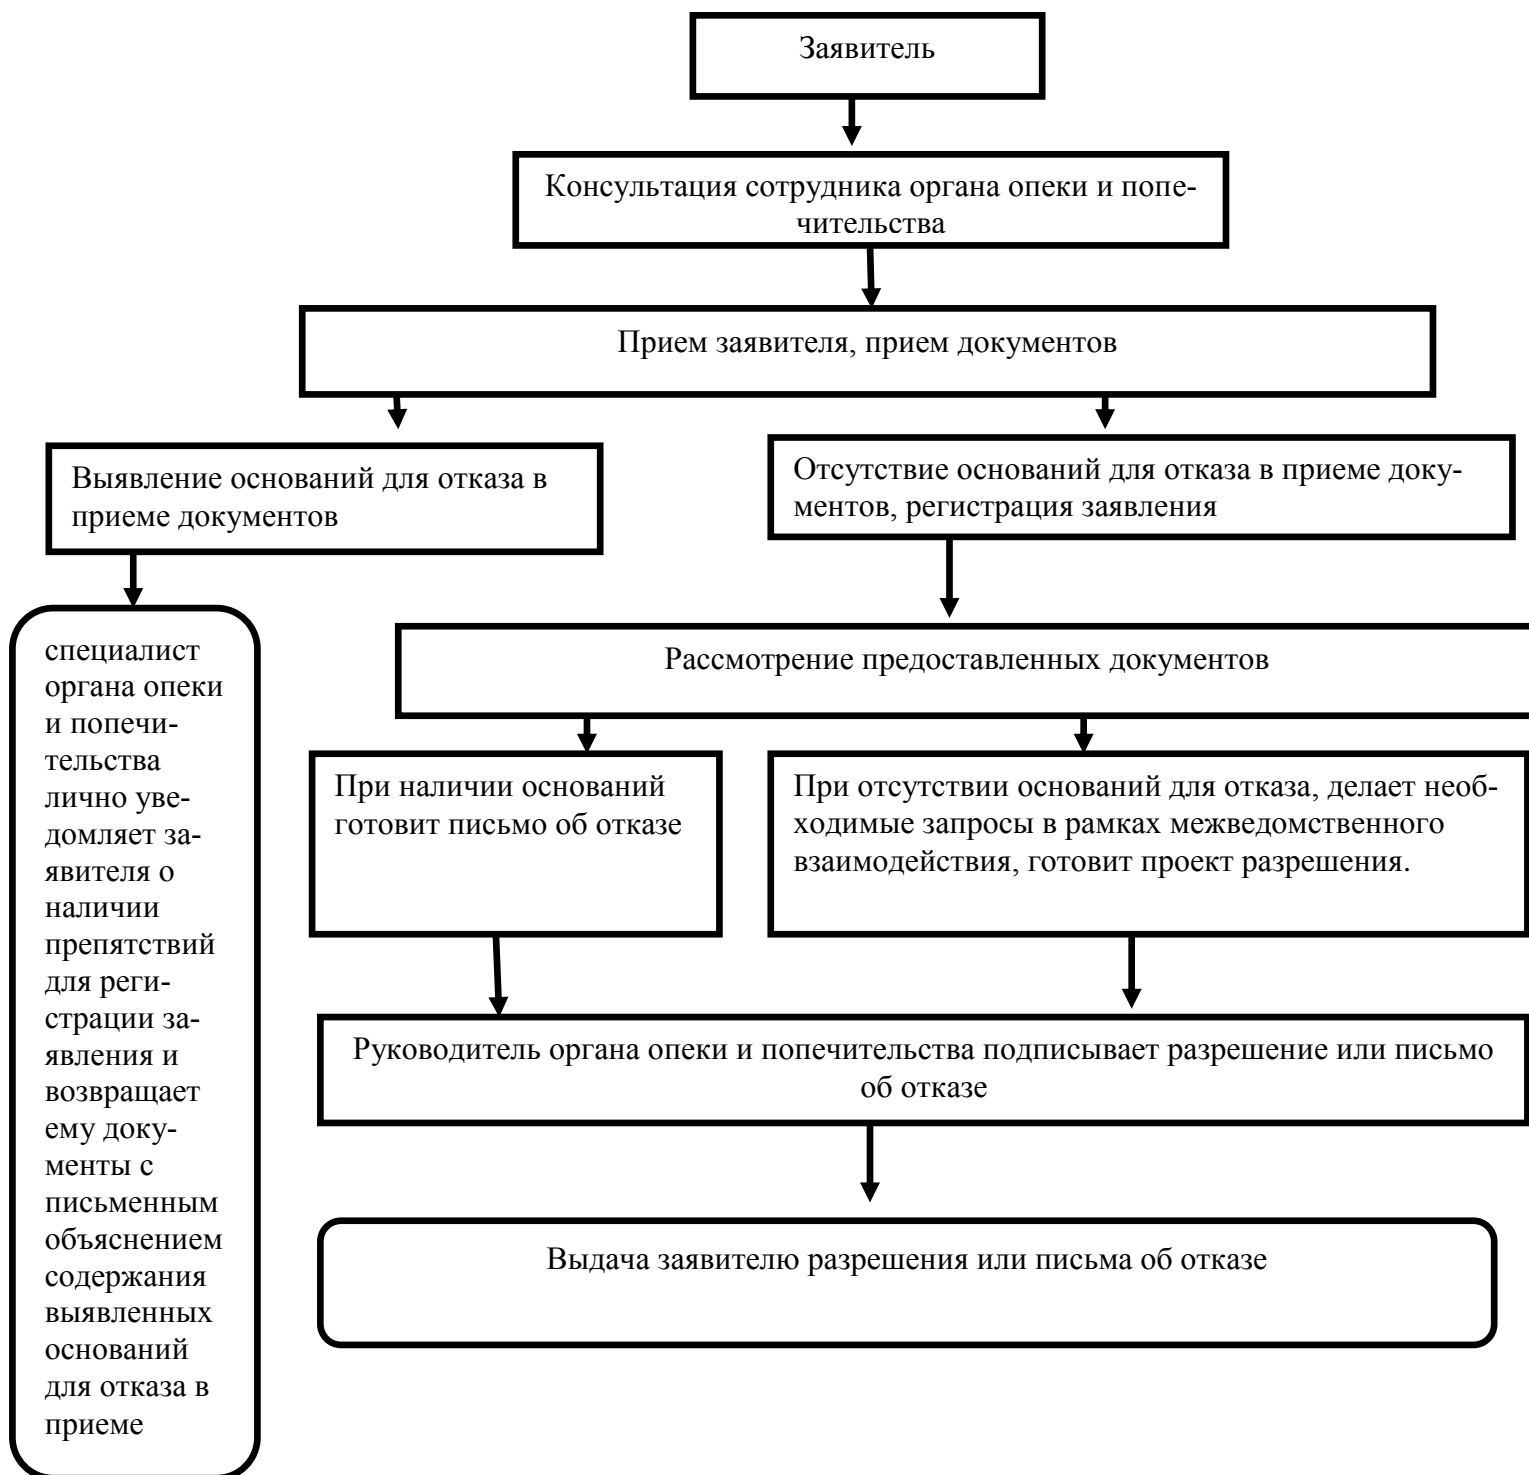 Заявитель
Консультация сотрудника органа опеки и попе-
чительства
Прием заявителя, прием документов
Выявление оснований для отказа в
приеме документов
Отсутствие оснований для отказа в приеме доку-
ментов, регистрация заявления
специалист
органа опеки
и попечи-
тельства
лично уве-
домляет за-
явителя о
наличии
препятствий
для реги-
страции за-
явления и
возвращает
ему доку-
менты с
письменным
объяснением
содержания
выявленных
оснований
для отказа в
приеме
Рассмотрение предоставленных документов
При наличии оснований
готовит письмо об отказе
При отсутствии оснований для отказа, делает необ-
ходимые запросы в рамках межведомственного
взаимодействия, готовит проект разрешения.
Руководитель органа опеки и попечительства подписывает разрешение или письмо
об отказе
Выдача заявителю разрешения или письма об отказе